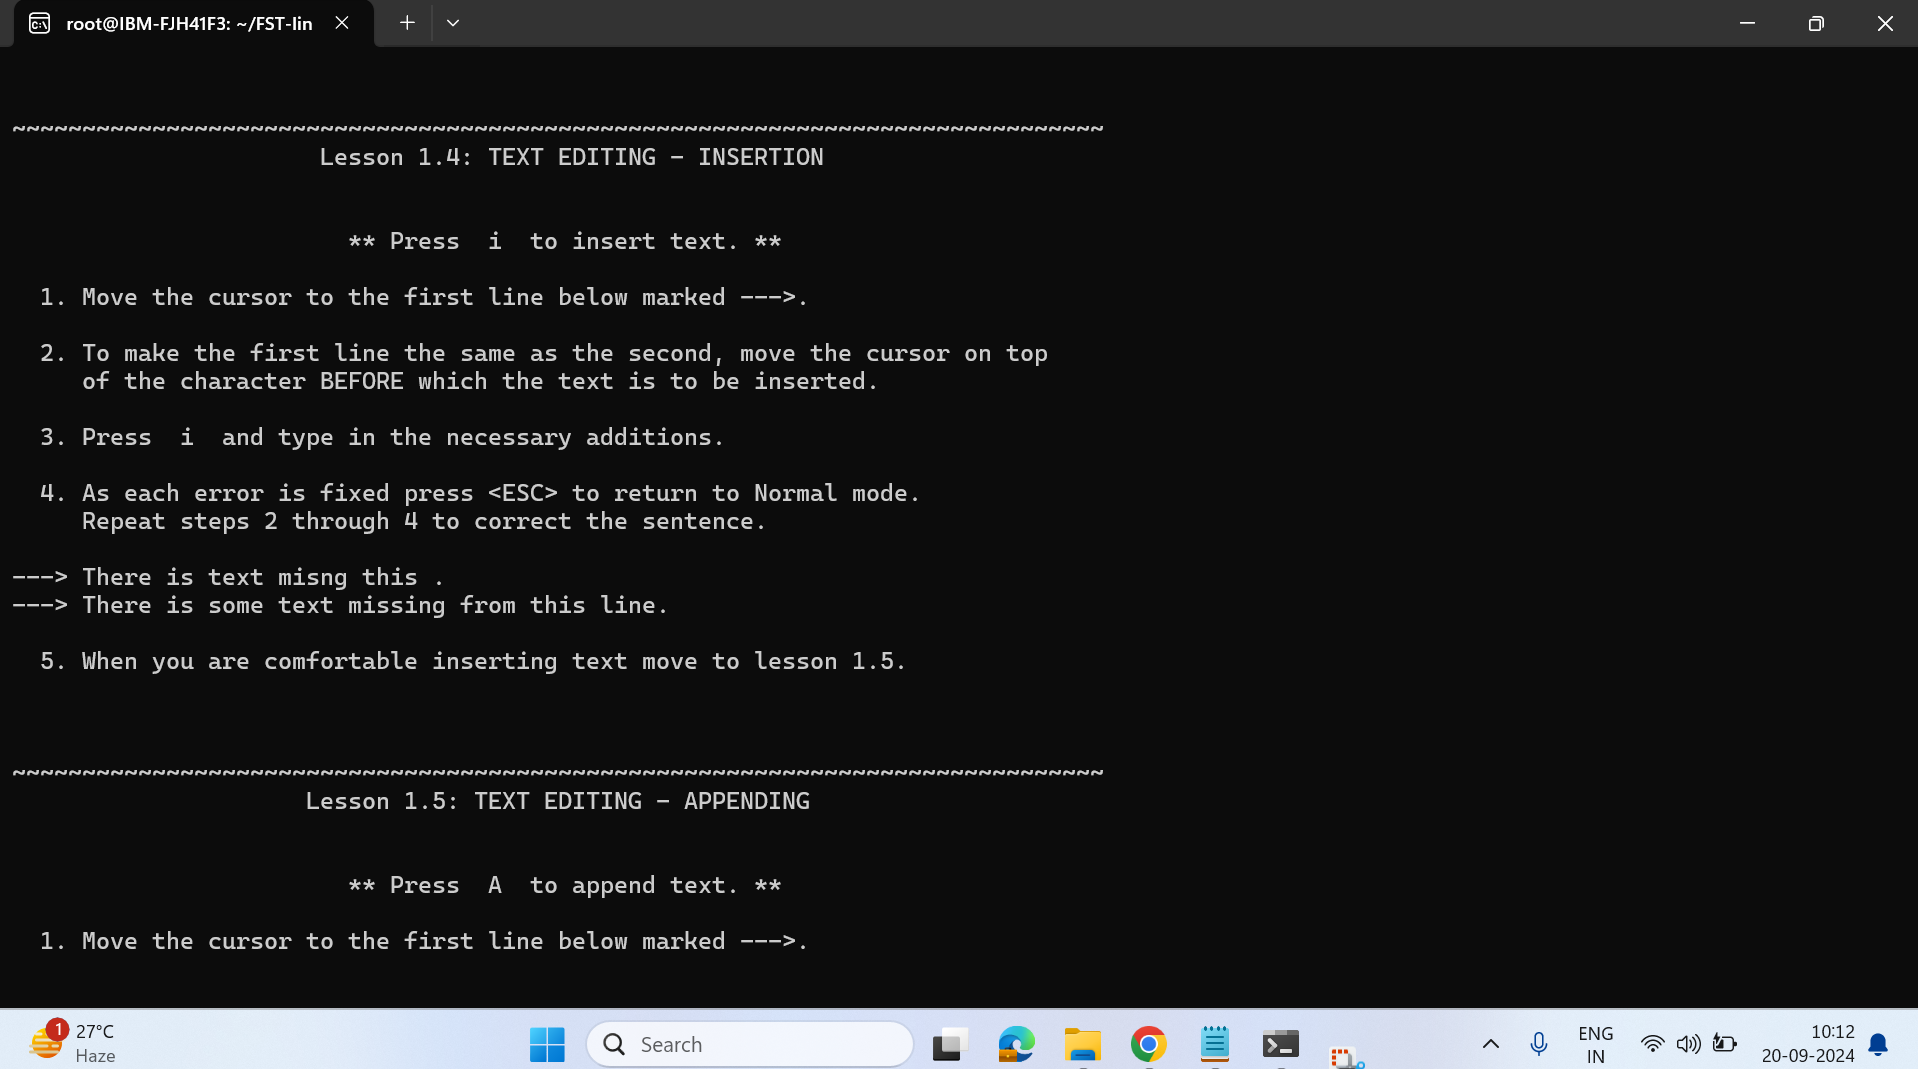 root@IBM-FJH41F3: ~/FST-lin
~~~~~~~~~~~~~~~~~~~~~~~~~~~~~~~~~~~~~~~~~~~~~~~~~~~~~~~~~~~~~~~~~~~~~~~~~~~~~~
Lesson 1.4: TEXT EDITING - INSERTION
** Press  i  to insert text. **
1. Move the cursor to the first line below marked --->.
2. To make the first line the same as the second, move the cursor on top
of the character BEFORE which the text is to be inserted.
3. Press  i  and type in the necessary additions.
4. As each error is fixed press <ESC> to return to Normal mode.
Repeat steps 2 through 4 to correct the sentence.
---> There is text misng this .
---> There is some text missing from this line.
5. When you are comfortable inserting text move to lesson 1.5.
~~~~~~~~~~~~~~~~~~~~~~~~~~~~~~~~~~~~~~~~~~~~~~~~~~~~~~~~~~~~~~~~~~~~~~~~~~~~~~
Lesson 1.5: TEXT EDITING - APPENDING
** Press  A  to append text. **
1. Move the cursor to the first line below marked --->.
1
27°C
Haze
Search
ENG
IN
10:12
20-09-2024